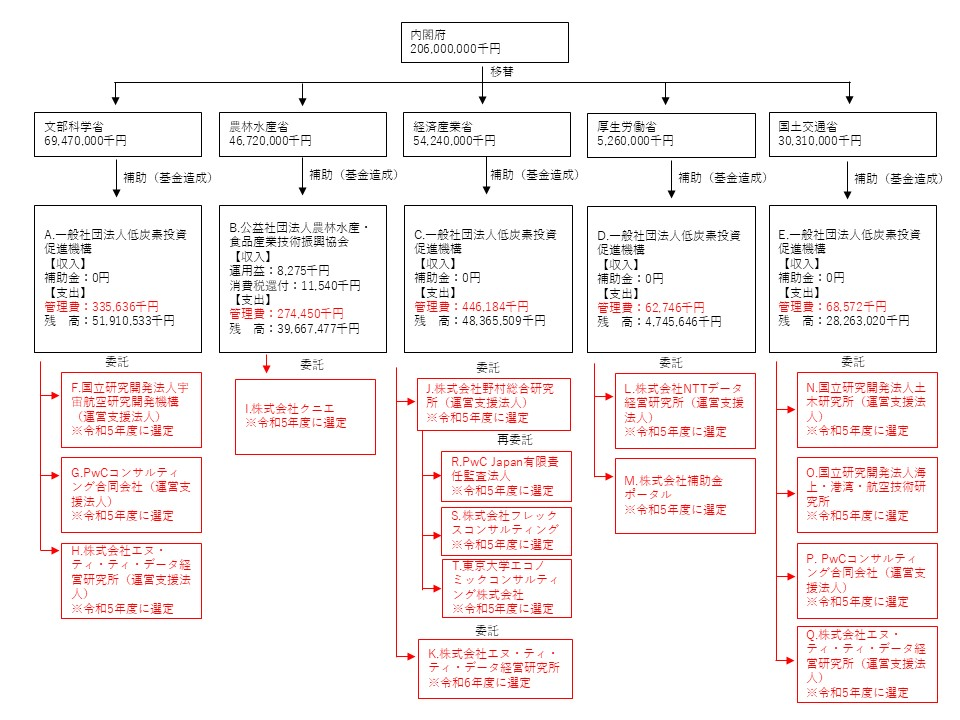 内閣府
206,000,000千円
移替
文部科学省
69,470,000千円
農林水産省
46,720,000千円
経済産業省
54,240,000千円
厚生労働省
5,260,000千円
国土交通省
30,310,000千円
補助（基金造成）
補助（基金造成）
補助（基金造成）
補助（基金造成）
補助（基金造成）
A.一般社団法人低炭素投資
促進機構
【収入】
補助金：0円
【支出】
管理費：335,636千円
残　高：51,910,533千円
B.公益社団法人農林水産・
食品産業技術振興協会
【収入】
運用益：8,275千円
消費税還付：11,540千円
【支出】
管理費：274,450千円
残　高：39,667,477千円
C.一般社団法人低炭素投資
促進機構
【収入】
補助金：0円
【支出】
管理費：446,184千円
残　高：48,365,509千円
D.一般社団法人低炭素投資
促進機構
【収入】
補助金：0円
【支出】
管理費：62,746千円
残　高：4,745,646千円
E.一般社団法人低炭素投資
促進機構
【収入】
補助金：0円
【支出】
管理費：68,572千円
残　高：28,263,020千円
委託
F.国立研究開発法人宇
宙航空研究開発機構
（運営支援法人）
※令和5年度に選定
G.PwCコンサルティ
ング合同会社（運営支
援法人）
※令和5年度に選定
H.株式会社エヌ・
ティ・ティ・データ経
営研究所（運営支援法
人）
※令和5年度に選定
委託
I.株式会社クニエ
※令和5年度に選定
委託
J.株式会社野村総合研究
所（運営支援法人）
※令和5年度に選定
再委託
R.PwC Japan有限責
任監査法人
※令和5年度に選定
S.株式会社フレック
スコンサルティング
※令和5年度に選定
T.東京大学エコノ
ミックコンサルティ
ング株式会社
※令和5年度に選定
委託
K.株式会社エヌ・ティ・
ティ・データ経営研究所
※令和6年度に選定
委託
L.株式会社NTTデータ
経営研究所（運営支援
法人）
※令和5年度に選定
M.株式会社補助金
ポータル
※令和5年度に選定
委託
N.国立研究開発法人土
木研究所（運営支援法
人）
※令和5年度に選定
O.国立研究開発法人海
上・港湾・航空技術研
究所
※令和5年度に選定
P. PwCコンサルティ
ング合同会社（運営支
援法人）
※令和5年度に選定
Q.株式会社エヌ・
ティ・ティ・データ経
営研究所（運営支援法
人）
※令和5年度に選定